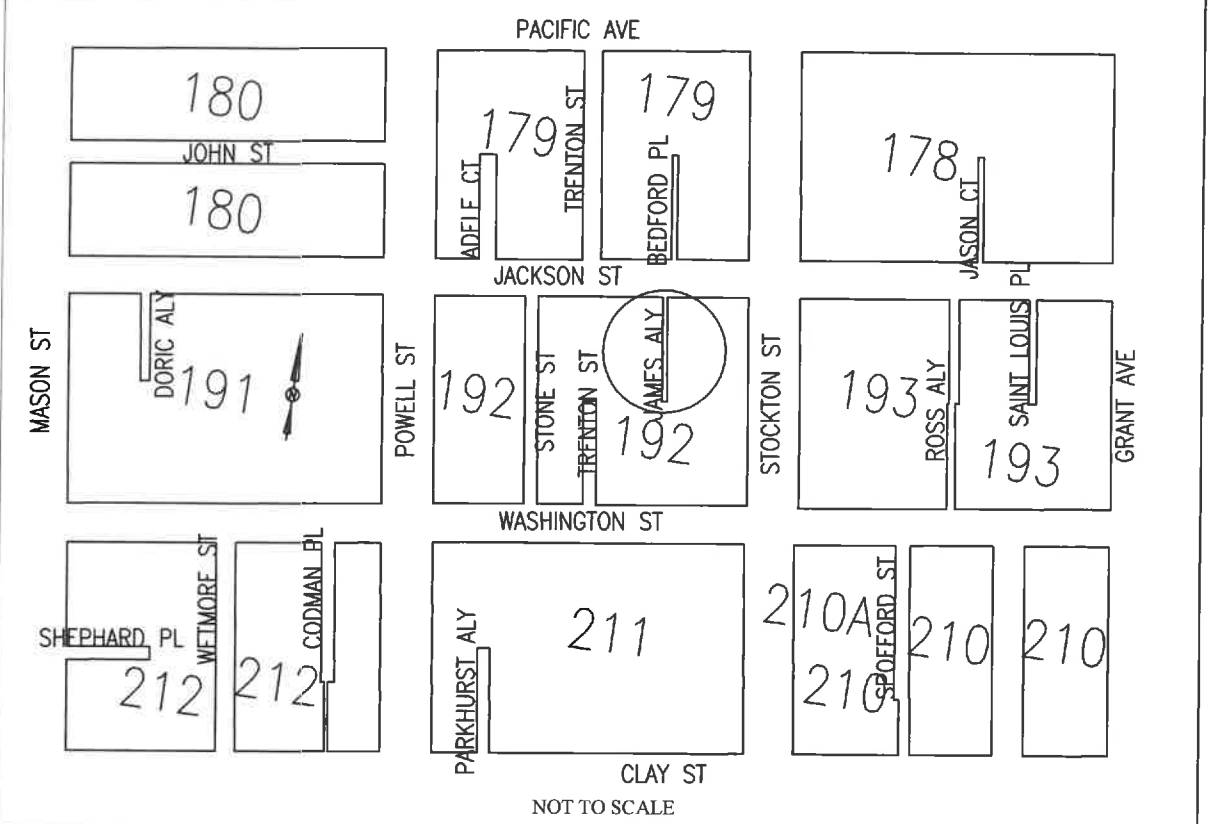 PACIFIC AVE
180
JOHN ST
180
179
ADELE CT
TRENTON ST
179
BEDFORD PL
178
JASON CT
JACKSON ST
MASON ST
DORIC ALY
191
POWELL ST
192
STONE ST
TRENTON ST
JAMES ALY
192
STOCKTON ST
193
ROSS ALY
SAINT LOUIS PL
193
GRANT AVE
WASHINGTON ST
SHEPHARD PL
212
WETMORE ST
212
CODMAN PL
PARKHURST ALY
211
210A
210
SPOFFORD ST
210
210
CLAY ST
NOT TO SCALE